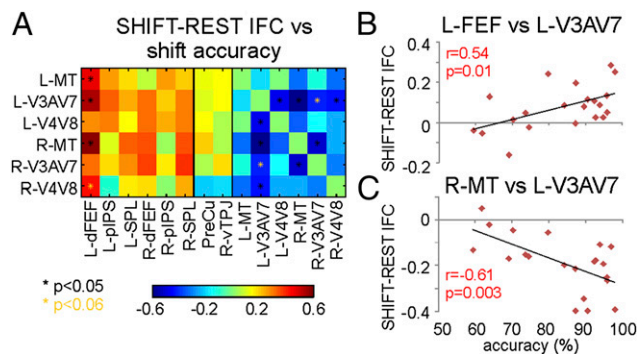 A
SHIFT-REST IFC vs
shift accuracy
L-MT
L-V3AV7
L-V4V8
R-MT
R-V3AV7
R-V4V8
L-dFEF
L-pIPS
L-SPL
R-dFEF
R-pIPS
R-SPL
PreCu
R-vTPJ
L-MT
L-V3AV7
L-V4V8
R-MT
R-V3AV7
R-V4V8
* p<0.05
* p<0.06
-0.6 -0.2 0.2 0.6
B
L-FEF vs L-V3AV7
SHIFT-REST IFC
0.4
0.2
0
-0.2
r=0.54
p=0.01
C
R-MT vs L-V3AV7
SHIFT-REST IFC
0
-0.2
-0.4
r=-0.61
p=0.003
50 60 70 80 90 100
accuracy (%)